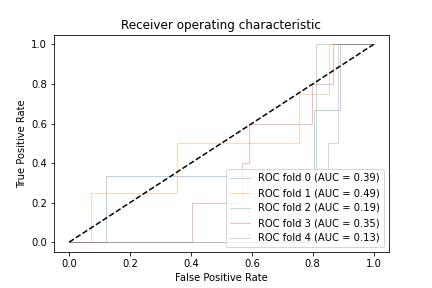 Receiver operating characteristic
True Positive Rate
1.0
0.8
0.6
0.4
0.2
0.0
ROC fold 0 (AUC = 0.39)
ROC fold 1 (AUC = 0.49)
ROC fold 2 (AUC = 0.19)
ROC fold 3 (AUC = 0.35)
ROC fold 4 (AUC = 0.13)
0.0 0.2 0.4 0.6 0.8 1.0
False Positive Rate